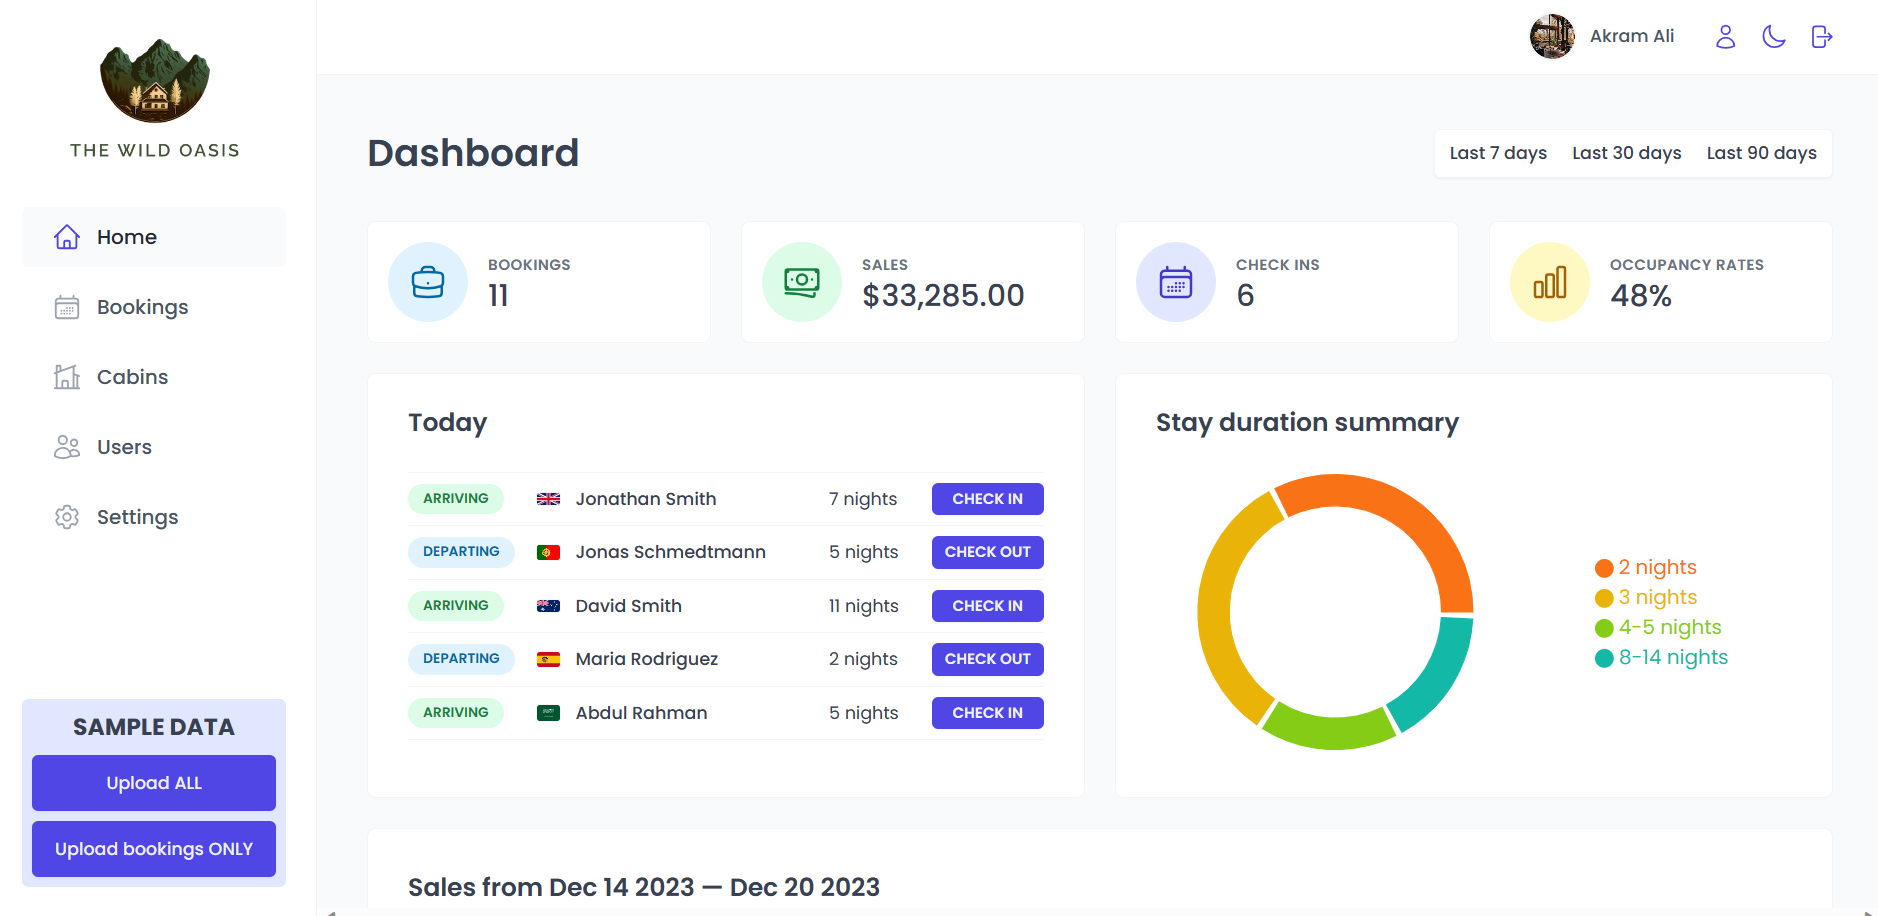 THE WILD OASIS
Home
Bookings
Cabins
Users
Settings
SAMPLE DATA
Upload ALL
Upload bookings ONLY
Akram Ali
Dashboard
Last 7 days Last 30 days Last 90 days
BOOKINGS
11
SALES
$33,285.00
CHECK INS
6
OCCUPANCY RATES
48%
Today
ARRIVING Jonathan Smith 7 nights CHECK IN
DEPARTING Jonas Schmedtmann 5 nights CHECK OUT
ARRIVING David Smith 11 nights CHECK IN
DEPARTING Maria Rodriguez 2 nights CHECK OUT
ARRIVING Abdul Rahman 5 nights CHECK IN
Stay duration summary
2 nights
3 nights
4-5 nights
8-14 nights
Sales from Dec 14 2023 — Dec 20 2023